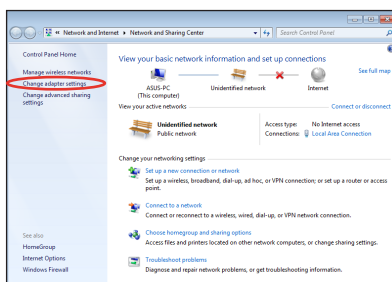 « Network and Internet ▸ Network and Sharing Center
Search Control Panel
Control Panel Home
Manage wireless networks
Change adapter settings
Change advanced sharing
settings
View your basic network information and set up connections
See full map
ASUS-PC
(This computer)
Unidentified network
Internet
View your active networks
Connect or disconnect
Unidentified network
Public network
Access type: No Internet access
Connections: Local Area Connection
Change your networking settings
Set up a new connection or network
Set up a wireless, broadband, dial-up, ad hoc, or VPN connection; or set up a router or access
point.
Connect to a network
Connect or reconnect to a wireless, wired, dial-up, or VPN network connection.
Choose homegroup and sharing options
Access files and printers located on other network computers, or change sharing settings.
Troubleshoot problems
Diagnose and repair network problems, or get troubleshooting information.
See also
HomeGroup
Internet Options
Windows Firewall